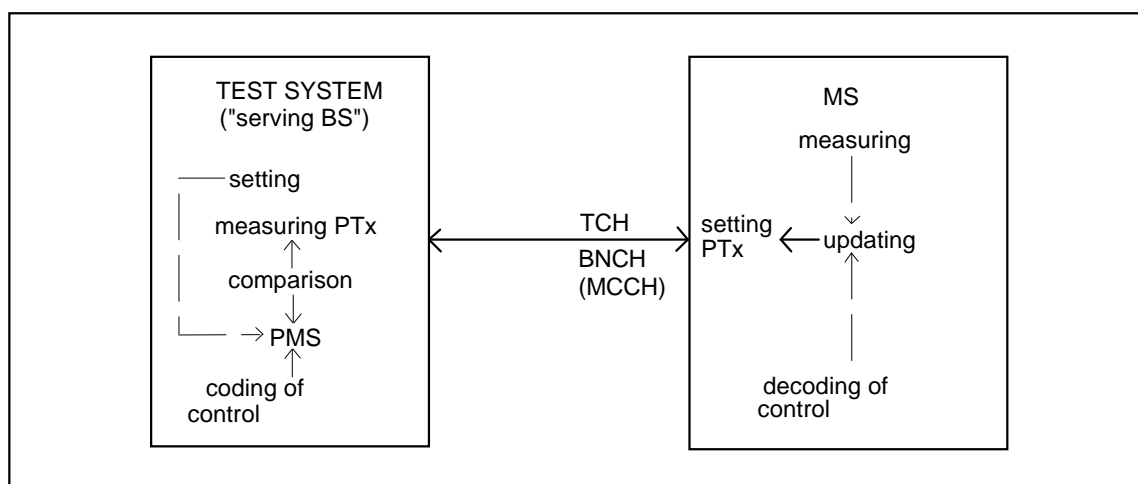 TEST SYSTEM
("serving BS")
setting
measuring PTx
comparison
PMS
coding of
control
TCH
BNCH
(MCCH)
MS
measuring
setting
PTx
updating
decoding of
control